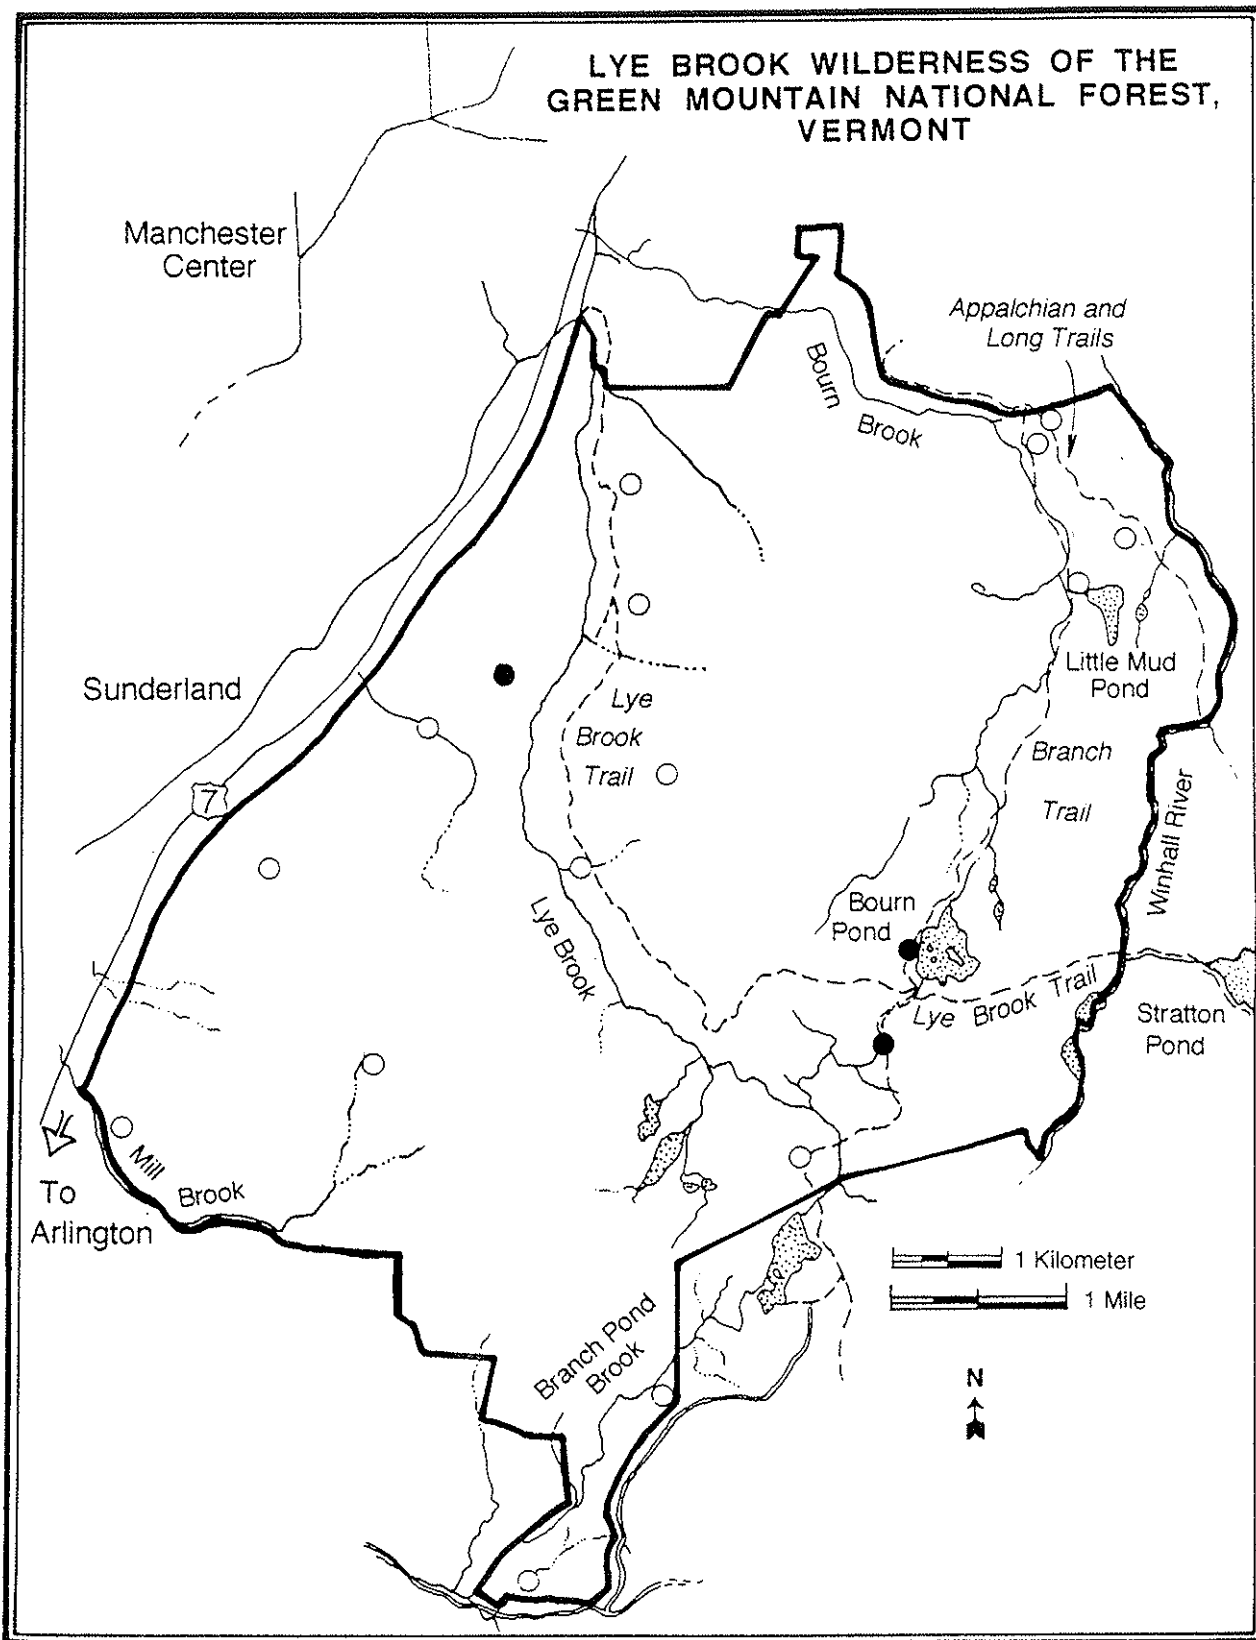 LYE BROOK WILDERNESS OF THE
GREEN MOUNTAIN NATIONAL FOREST,
VERMONT
Manchester
Center
Appalchian and
Long Trails
Bourn
Brook
Sunderland
Little Mud
Pond
Lye
Brook
Trail
Branch
Trail
7
Winhall River
Bourn
Pond
Lye Brook
Lye Brook Trail
Stratton
Pond
Mill
Brook
To
Arlington
1 Kilometer
1 Mile
Branch Pond
Brook
N